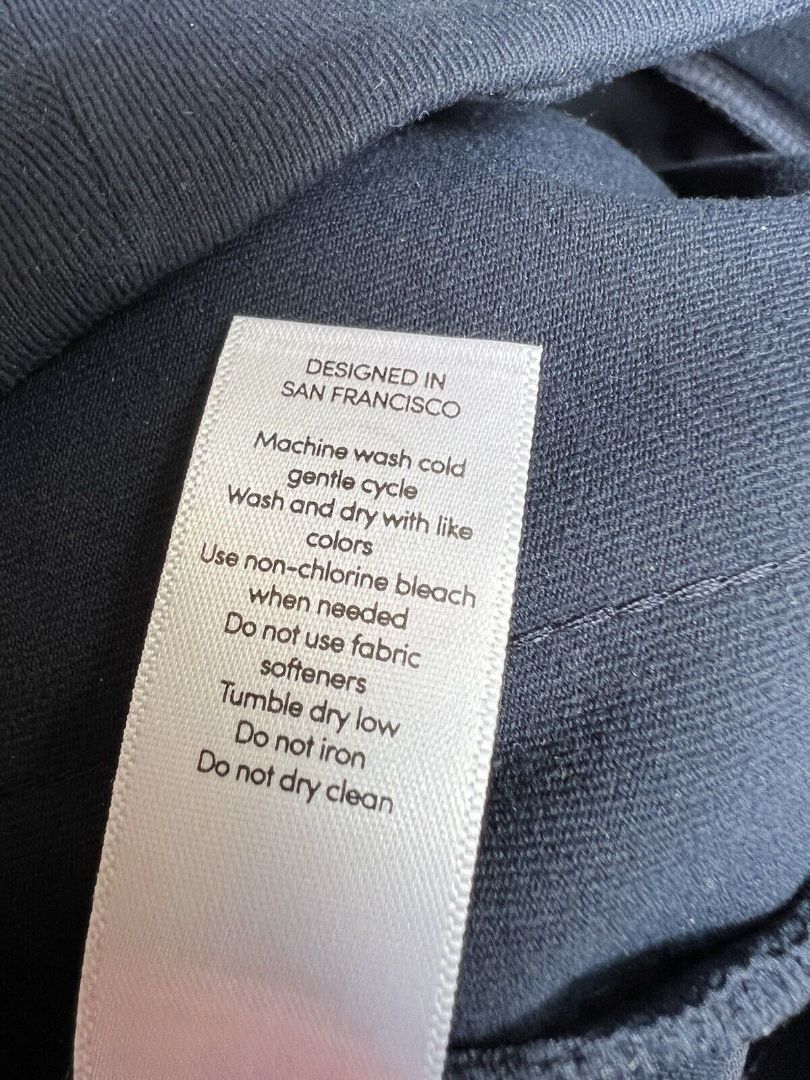 DESIGNED IN
SAN FRANCISCO
Machine wash cold
gentle cycle
Wash and dry with like
colors
Use non-chlorine bleach
when needed
Do not use fabric
softeners
Tumble dry low
Do not iron
Do not dry clean